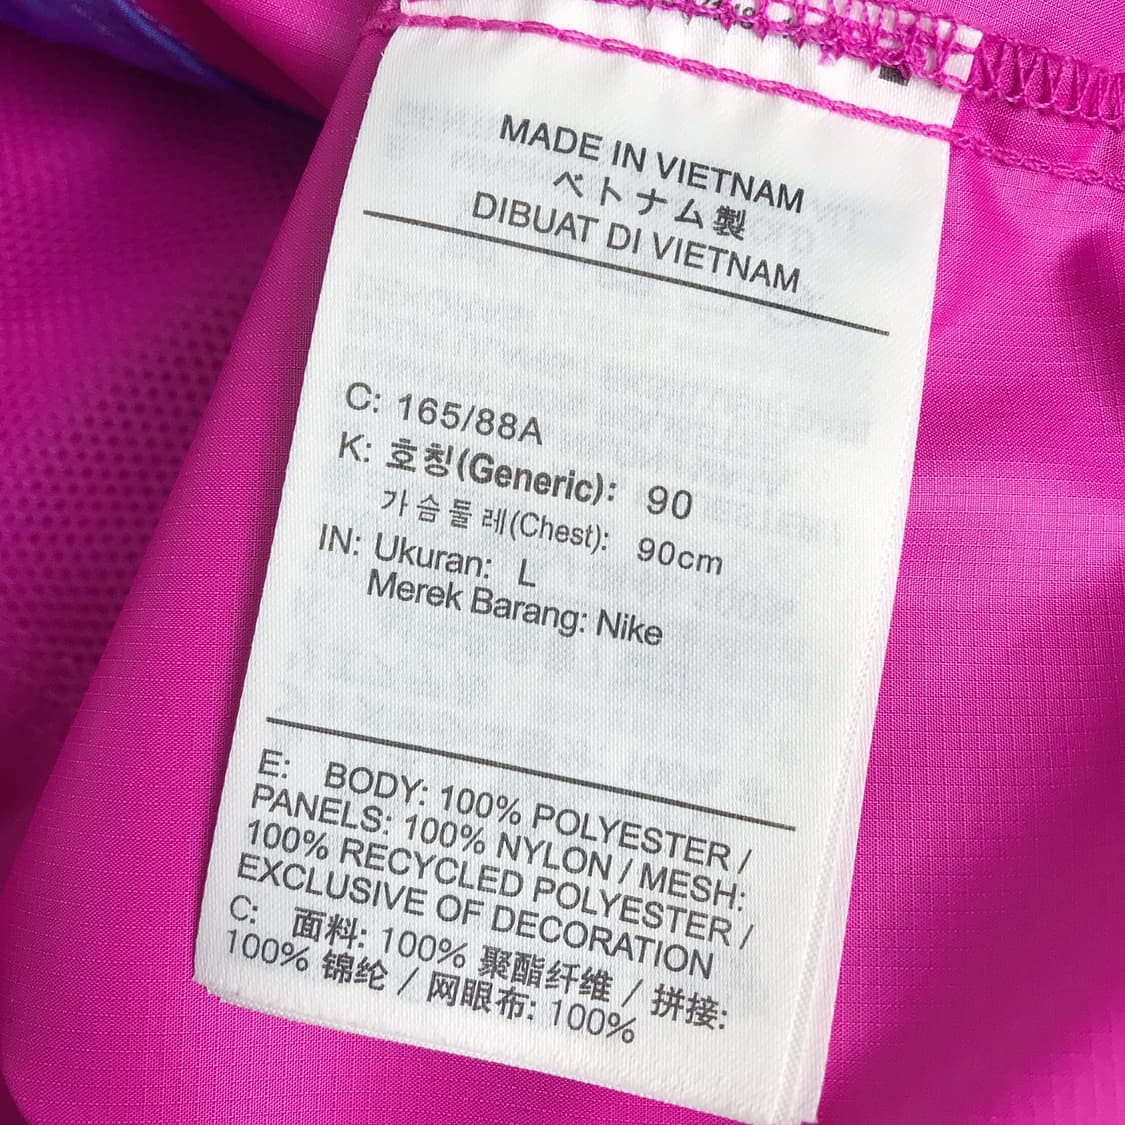 MADE IN VIETNAM
ベトナム製
DIBUAT DI VIETNAM
C: 165/88A
K: 호칭(Generic): 90
가슴둘레(Chest): 90cm
IN: Ukuran: L
Merek Barang: Nike
E: BODY: 100% POLYESTER /
PANELS: 100% NYLON / MESH:
100% RECYCLED POLYESTER /
EXCLUSIVE OF DECORATION
C: 面料: 100% 聚酯纤维 / 拼接:
100% 锦纶 / 网眼布: 100%